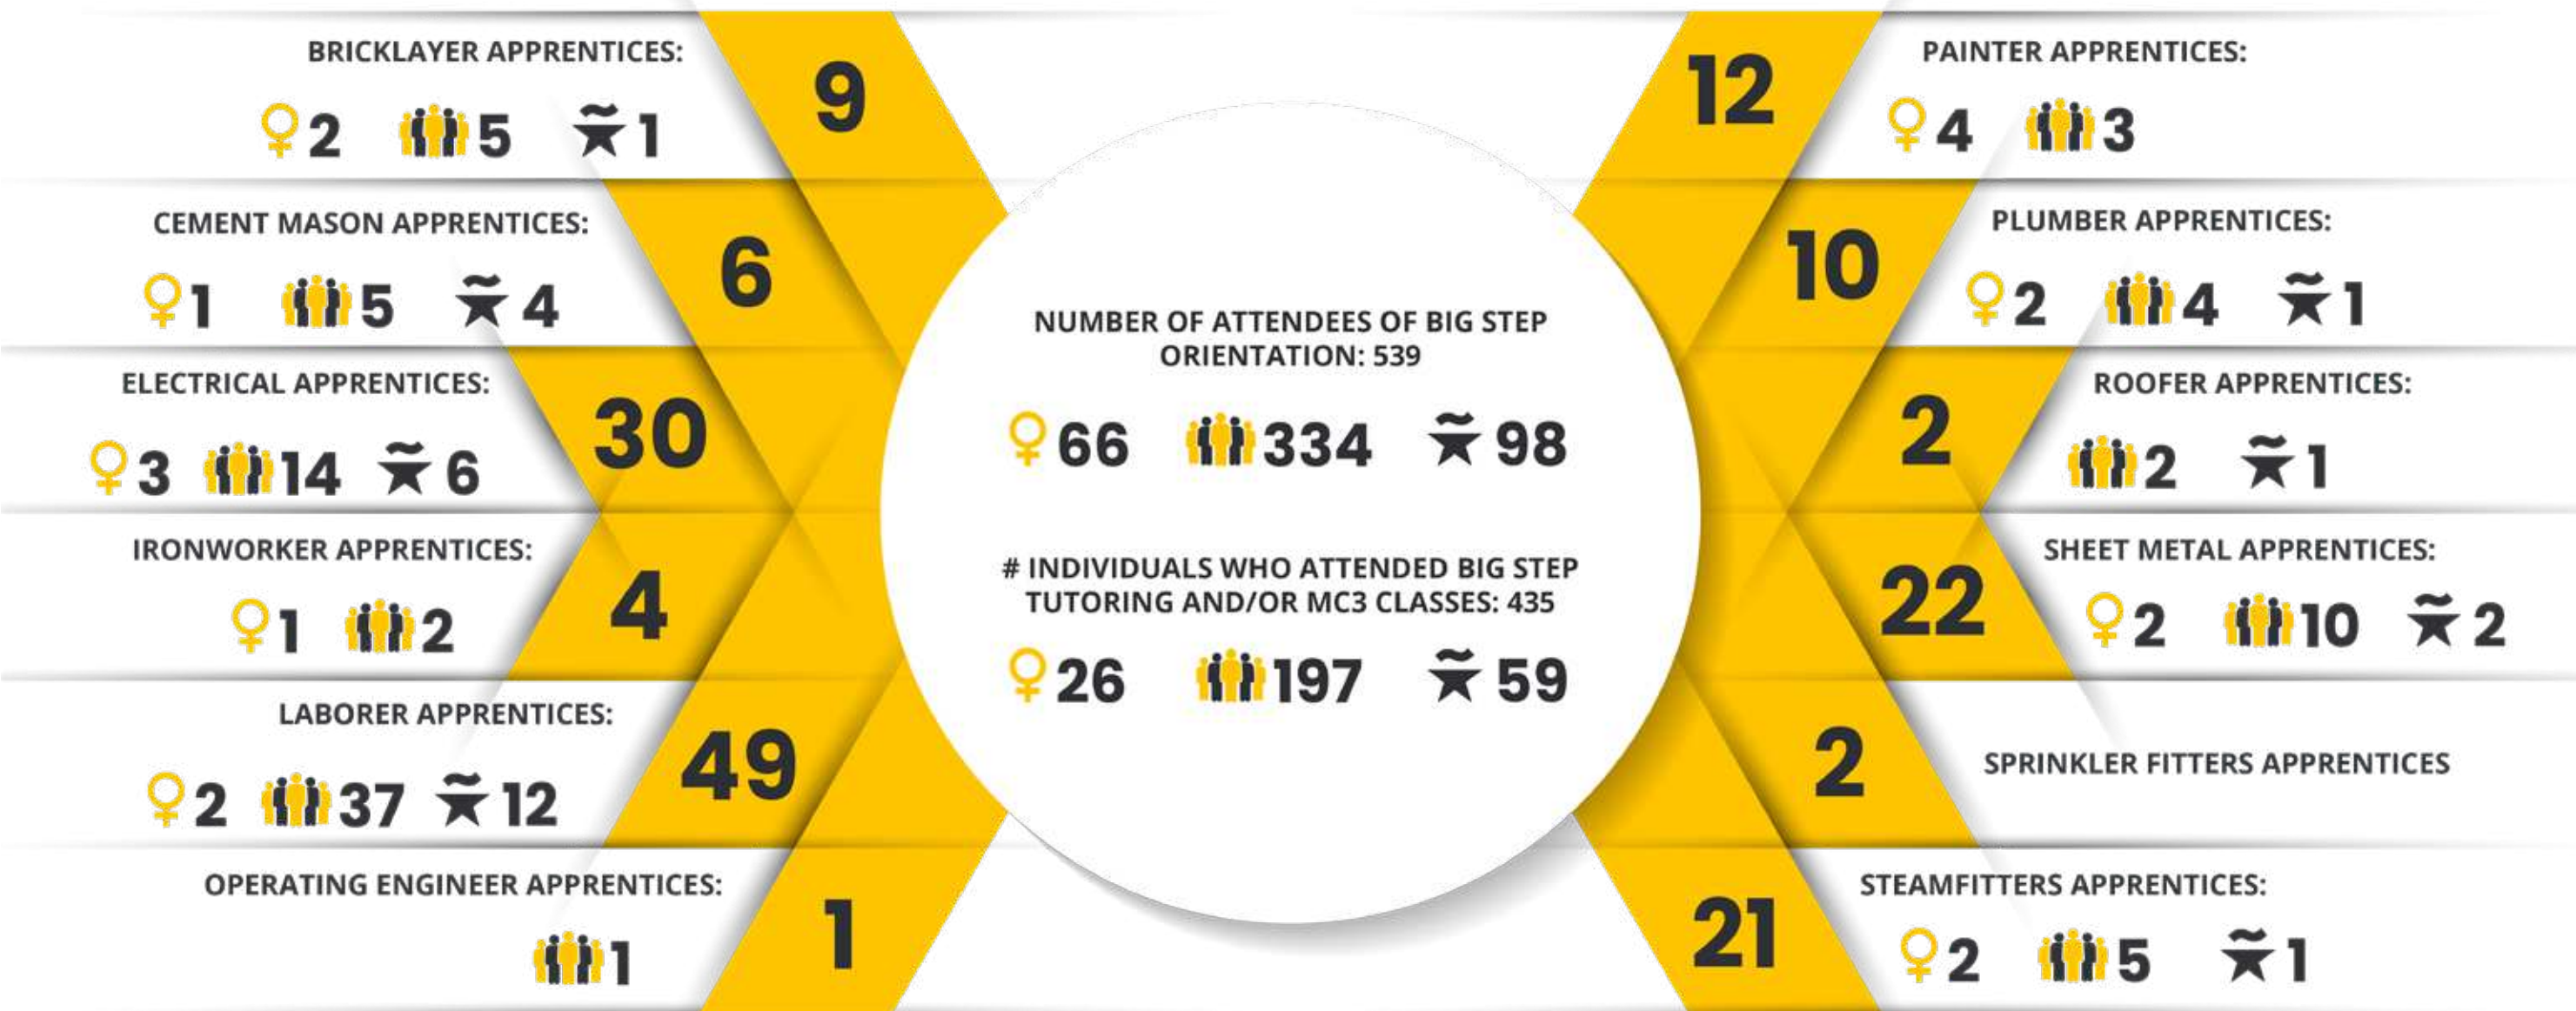 BRICKLAYER APPRENTICES:
2 5 1
9
CEMENT MASON APPRENTICES:
1 5 4
6
ELECTRICAL APPRENTICES:
3 14 6
30
IRONWORKER APPRENTICES:
1 2
4
LABORER APPRENTICES:
2 37 12
49
OPERATING ENGINEER APPRENTICES:
1
1
NUMBER OF ATTENDEES OF BIG STEP
ORIENTATION: 539
66 334 98
# INDIVIDUALS WHO ATTENDED BIG STEP
TUTORING AND/OR MC3 CLASSES: 435
26 197 59
12
PAINTER APPRENTICES:
4 3
10
PLUMBER APPRENTICES:
2 4 1
2
ROOFER APPRENTICES:
2 1
22
SHEET METAL APPRENTICES:
2 10 2
2
SPRINKLER FITTERS APPRENTICES
21
STEAMFITTERS APPRENTICES:
2 5 1